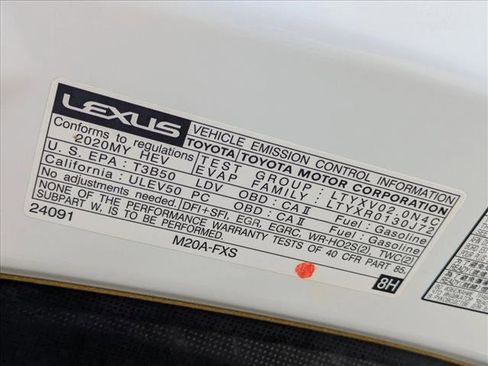 LEXUS
VEHICLE EMISSION CONTROL INFORMATION
Conforms to regulations
TOYOTA/TOYOTA MOTOR CORPORATION
2020MY HEV
TEST GROUP : LTYXV02.0N4C
EVAP FAMILY : LTYXR0130J72
U.S. EPA : T3B50 LDV OBD : CAII Fuel : Gasoline
California : ULEV50 PC OBD : CAII Fuel : Gasoline
No adjustments needed. [DFI+SFI, EGR, EGRC, WR-HO2S(2), TWC(2)]
NONE OF THE PERFORMANCE WARRANTY TESTS OF 40 CFR PART 85,
SUBPART W, IS TO BE PERFORMED.
24091
M20A-FXS
8H